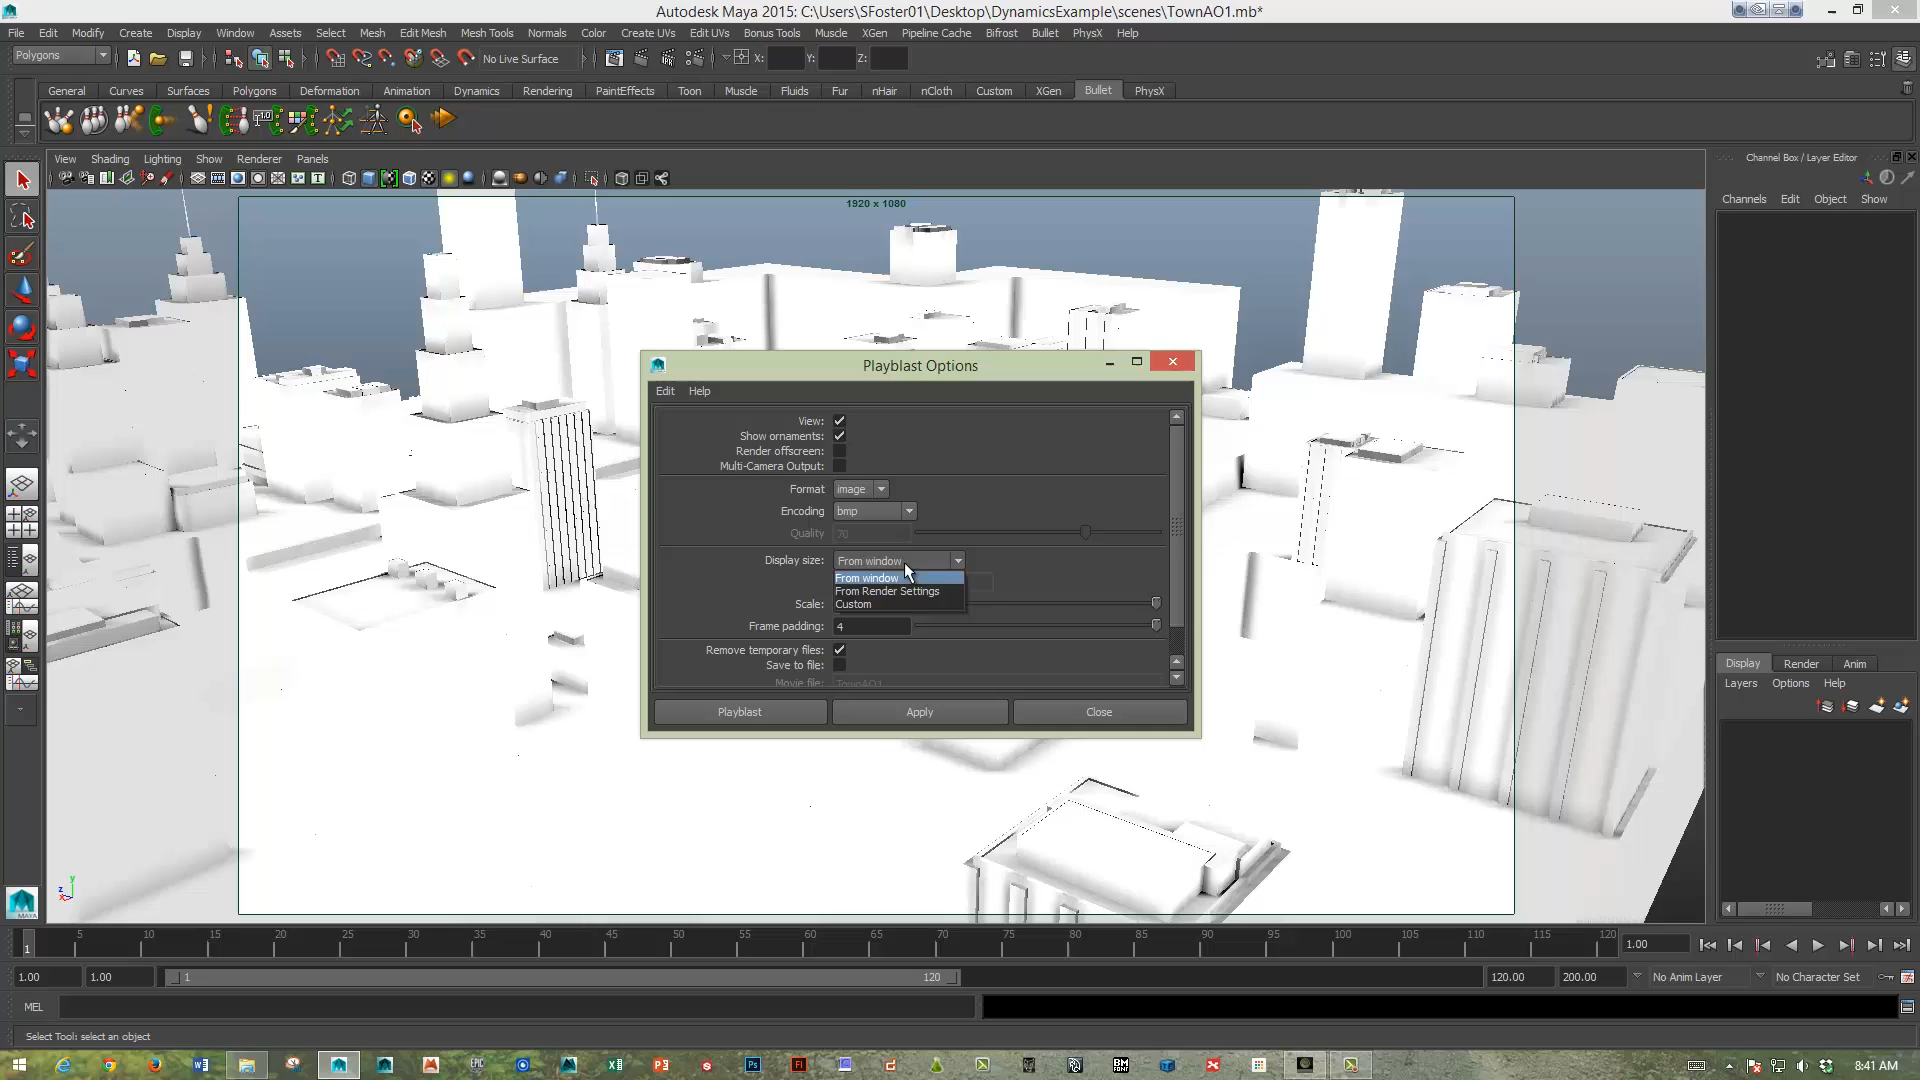 Autodesk Maya 2015: C:\Users\SFoster01\Desktop\DynamicsExample\scenes\TownAO1.mb*
File Edit Modify Create Display Window Assets Select Mesh Edit Mesh Mesh Tools Normals Color Create UVs Edit UVs Bonus Tools Muscle XGen Pipeline Cache Bifrost Bullet PhysX Help
Polygons No Live Surface X: Y: Z:
General Curves Surfaces Polygons Deformation Animation Dynamics Rendering PaintEffects Toon Muscle Fluids Fur nHair nCloth Custom XGen Bullet PhysX
View Shading Lighting Show Renderer Panels
Channel Box / Layer Editor
Channels Edit Object Show
1920 x 1080
Playblast Options
Edit Help
View:
Show ornaments:
Render offscreen:
Multi-Camera Output:
Format image
Encoding bmp
Quality 70
Display size: From window
From window
From Render Settings
Custom
Scale:
Frame padding: 4
Remove temporary files:
Save to file:
Movie file: TownAO1
Playblast Apply Close
Display Render Anim
Layers Options Help
z y x
MAYA
1 5 10 15 20 25 30 35 40 45 50 55 60 65 70 75 80 85 90 95 100 105 110 115 120 1.00
1.00 1.00 1 120 120.00 200.00 No Anim Layer No Character Set
MEL
Select Tool: select an object
8:41 AM